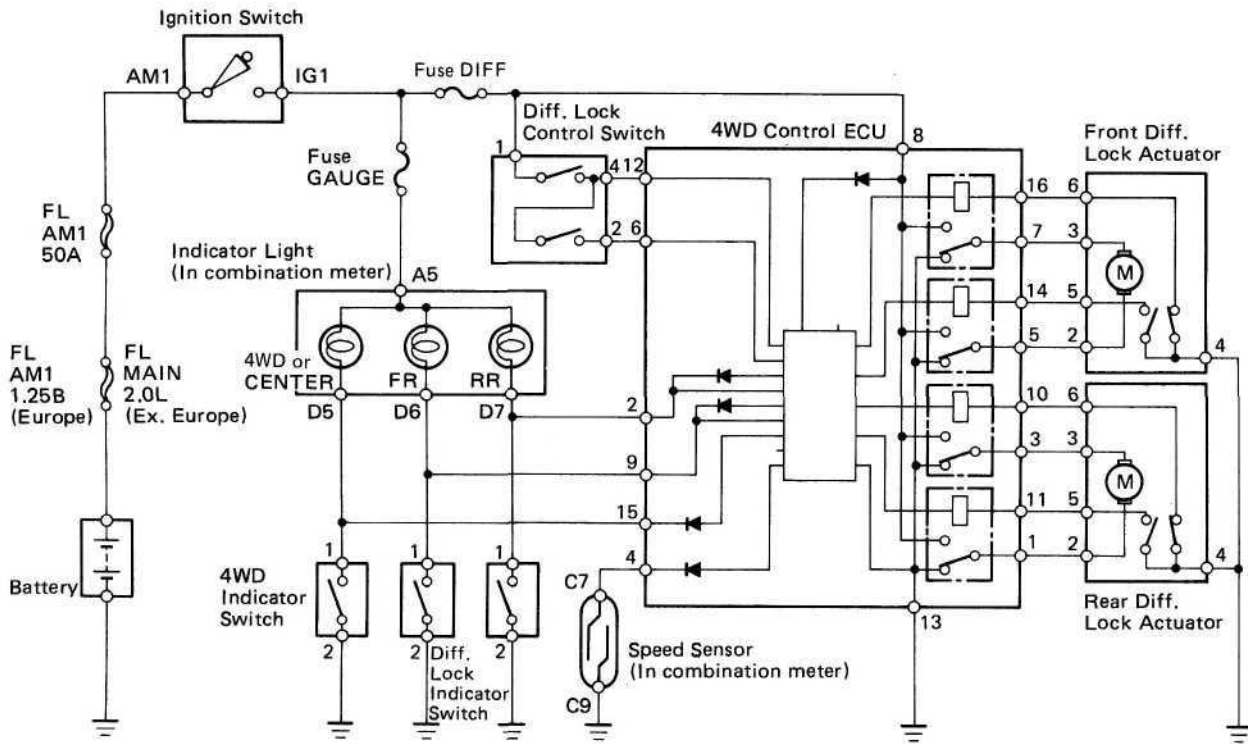 Ignition Switch
AM1
IG1
Fuse DIFF
Diff. Lock
Control Switch
4WD Control ECU
8
Front Diff.
Lock Actuator
Fuse
GAUGE
1
4
12
2
6
16
6
7
3
M
14
5
5
2
4
FL
AM1
50A
Indicator Light
(In combination meter)
A5
4WD or
CENTER
FR
RR
D5
D6
D7
FL
AM1
1.25B
(Europe)
FL
MAIN
2.0L
(Ex. Europe)
2
9
15
4
10
6
3
3
M
11
5
1
2
4
13
Rear Diff.
Lock Actuator
Battery
4WD
Indicator
Switch
1
2
1
2
1
2
Diff.
Lock
Indicator
Switch
C7
C9
Speed Sensor
(In combination meter)